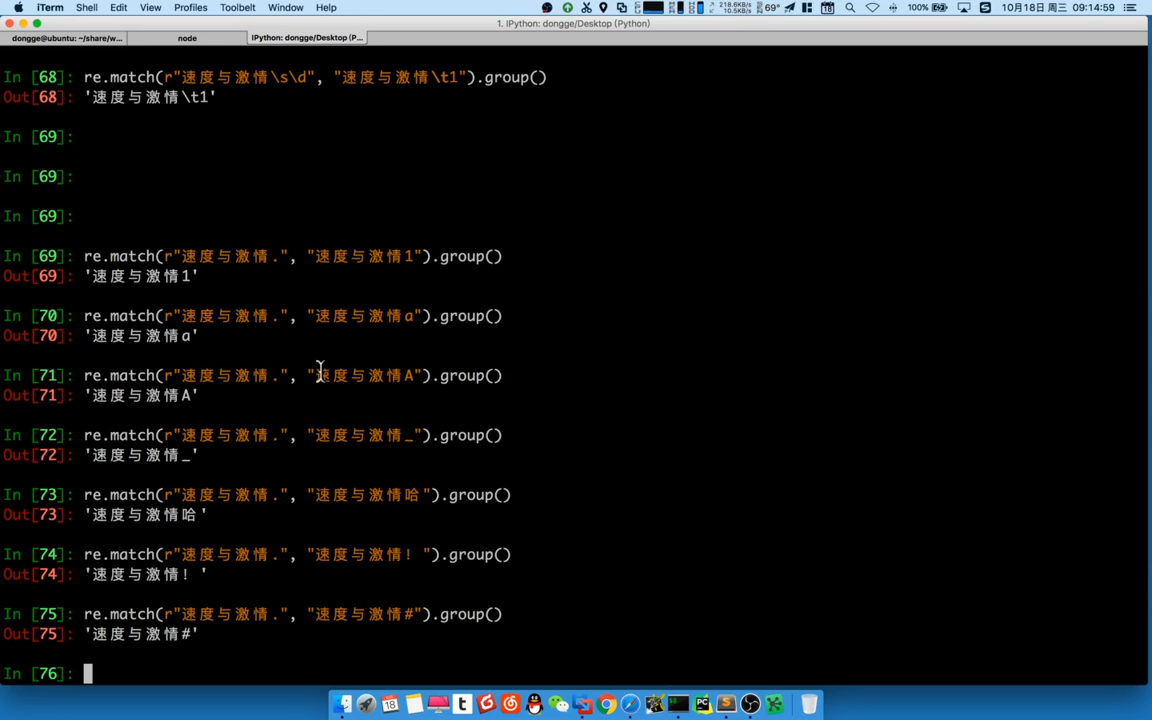 iTerm Shell Edit View Profiles Toolbelt Window Help 218.6KB/s 10.5KB/s 69° 18 100% 10月18日 周三 09:14:59
1. IPython: dongge/Desktop (Python)
dongge@ubuntu: ~/share/w... node IPython: dongge/Desktop (P...
In [68]: re.match(r"速度与激情\s\d", "速度与激情\t1").group()
Out[68]: '速度与激情\t1'
In [69]:
In [69]:
In [69]:
In [69]: re.match(r"速度与激情.", "速度与激情1").group()
Out[69]: '速度与激情1'
In [70]: re.match(r"速度与激情.", "速度与激情a").group()
Out[70]: '速度与激情a'
In [71]: re.match(r"速度与激情.", "速度与激情A").group()
Out[71]: '速度与激情A'
In [72]: re.match(r"速度与激情.", "速度与激情_").group()
Out[72]: '速度与激情_'
In [73]: re.match(r"速度与激情.", "速度与激情哈").group()
Out[73]: '速度与激情哈'
In [74]: re.match(r"速度与激情.", "速度与激情！").group()
Out[74]: '速度与激情！'
In [75]: re.match(r"速度与激情.", "速度与激情#").group()
Out[75]: '速度与激情#'
In [76]:
18